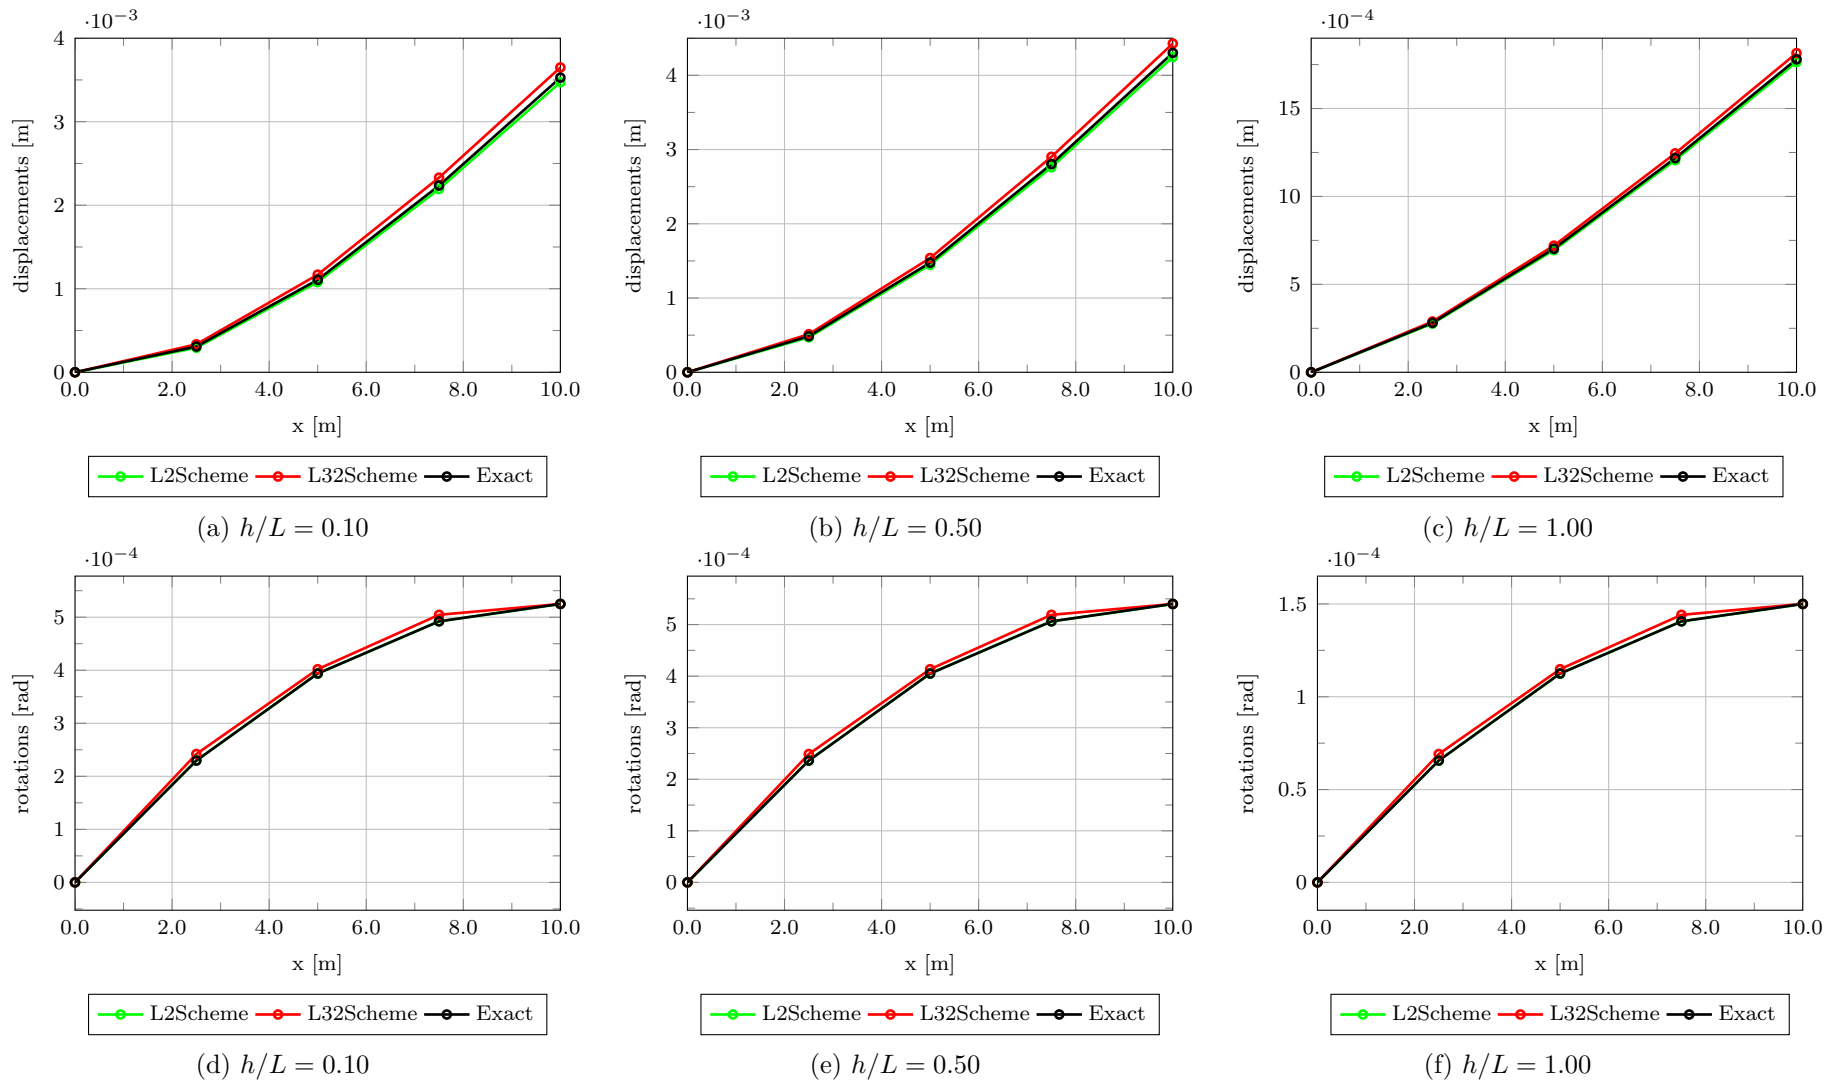 ·10⁻³ ·10⁻³ ·10⁻⁴
4
3
2
1
0
displacements [m]
0.0 2.0 4.0 6.0 8.0 10.0
x [m]
L2Scheme L32Scheme Exact
(a) h/L = 0.10
4
3
2
1
0
displacements [m]
0.0 2.0 4.0 6.0 8.0 10.0
x [m]
L2Scheme L32Scheme Exact
(b) h/L = 0.50
15
10
5
0
displacements [m]
0.0 2.0 4.0 6.0 8.0 10.0
x [m]
L2Scheme L32Scheme Exact
(c) h/L = 1.00
·10⁻⁴ ·10⁻⁴ ·10⁻⁴
5
4
3
2
1
0
rotations [rad]
0.0 2.0 4.0 6.0 8.0 10.0
x [m]
L2Scheme L32Scheme Exact
(d) h/L = 0.10
5
4
3
2
1
0
rotations [rad]
0.0 2.0 4.0 6.0 8.0 10.0
x [m]
L2Scheme L32Scheme Exact
(e) h/L = 0.50
1.5
1
0.5
0
rotations [rad]
0.0 2.0 4.0 6.0 8.0 10.0
x [m]
L2Scheme L32Scheme Exact
(f) h/L = 1.00